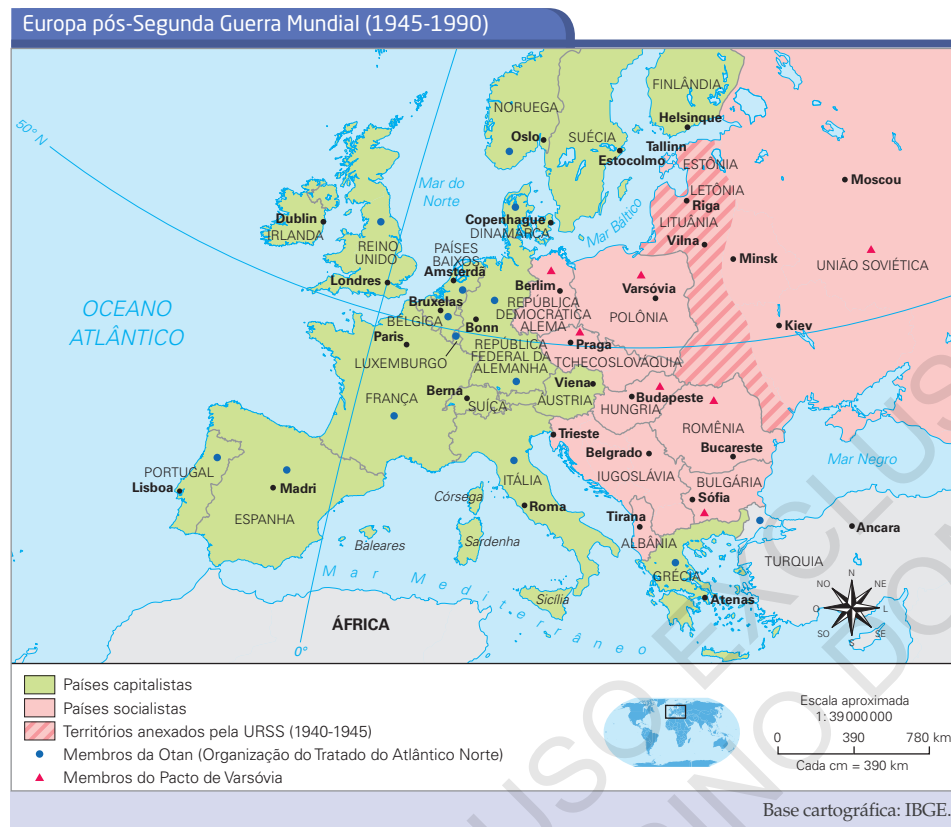 Europa pós-Segunda Guerra Mundial (1945-1990)
50° N
FINLÂNDIA
NORUEGA
Helsinque
Oslo
SUÉCIA
Tallinn
Estocolmo
ESTÔNIA
Mar do
Norte
LETÔNIA
Moscou
Riga
Dublin
IRLANDA
Copenhague
DINAMARCA
Mar Báltico
LITUÂNIA
REINO
UNIDO
PAÍSES
BAIXOS
Vilna
Minsk
UNIÃO SOVIÉTICA
Londres
Amsterdã
Berlim
Varsóvia
OCEANO
ATLÂNTICO
Bruxelas
BÉLGICA
REPÚBLICA
DEMOCRÁTICA
ALEMÃ
POLÔNIA
Kiev
Bonn
Paris
LUXEMBURGO
REPÚBLICA
FEDERAL DA
ALEMANHA
Praga
TCHECOSLOVÁQUIA
FRANÇA
Berna
SUÍÇA
Viena
ÁUSTRIA
Budapeste
HUNGRIA
ROMÊNIA
Trieste
Belgrado
Bucareste
Mar Negro
PORTUGAL
Lisboa
Madri
ESPANHA
ITÁLIA
IUGOSLÁVIA
BULGÁRIA
Sófia
Córsega
Roma
Tirana
ALBÂNIA
Ancara
Baleares
Sardenha
TURQUIA
Mar Mediterrâneo
GRÉCIA
Atenas
Sicília
ÁFRICA
0°
N
NO
NE
O
L
SO
SE
S
Países capitalistas
Países socialistas
Territórios anexados pela URSS (1940-1945)
Membros da Otan (Organização do Tratado do Atlântico Norte)
Membros do Pacto de Varsóvia
Escala aproximada
1: 39 000 000
0 390 780 km
Cada cm = 390 km
Base cartográfica: IBGE.
USO EXCLUS